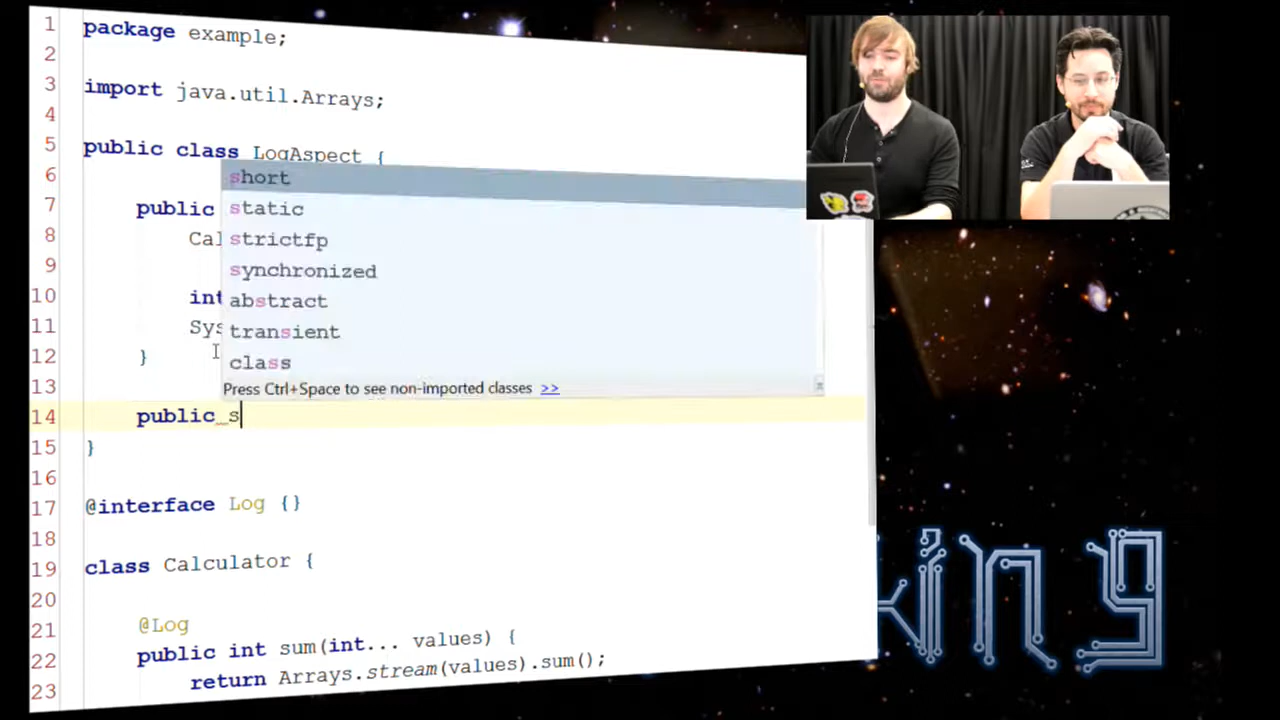 1 package example;
2
3 import java.util.Arrays;
4
5 public class LogAspect {
6
short
7 public
static
8 Cal
strictfp
9
synchronized
10 int
abstract
11 Sys
transient
12 }
class
13
Press Ctrl+Space to see non-imported classes >>
14 public s
15 }
16
17 @interface Log {}
18
19 class Calculator {
20
21 @Log
22 public int sum(int... values) {
23 return Arrays.stream(values).sum();
king